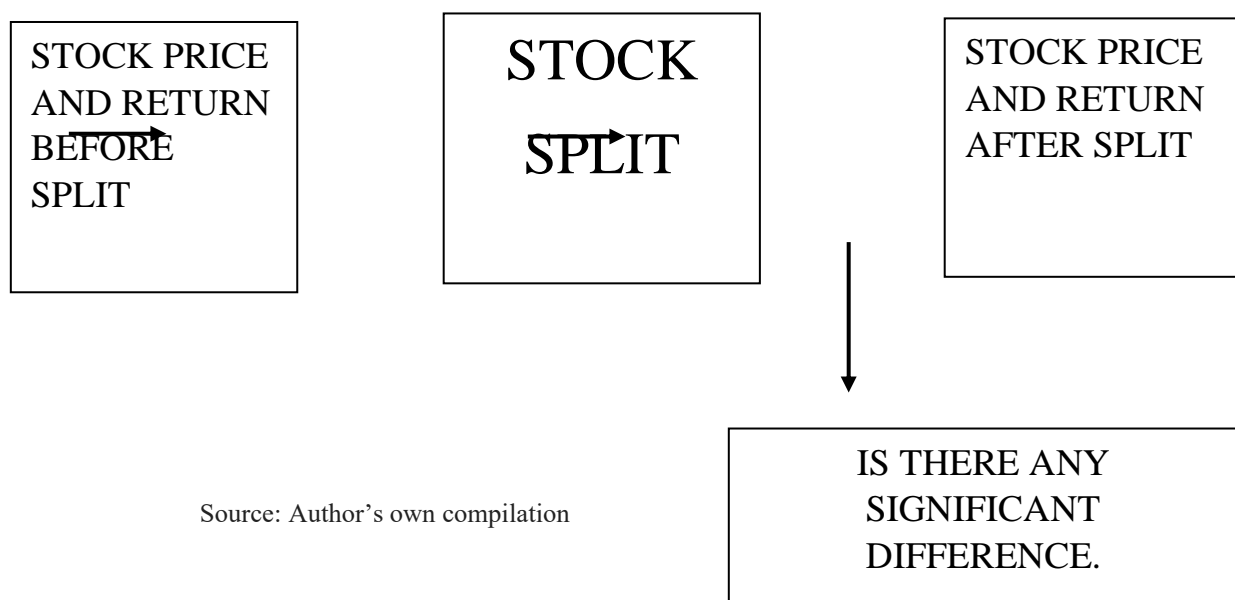 STOCK PRICE
AND RETURN
BEFORE
SPLIT
STOCK
SPLIT
STOCK PRICE
AND RETURN
AFTER SPLIT
IS THERE ANY
SIGNIFICANT
DIFFERENCE.
Source: Author’s own compilation